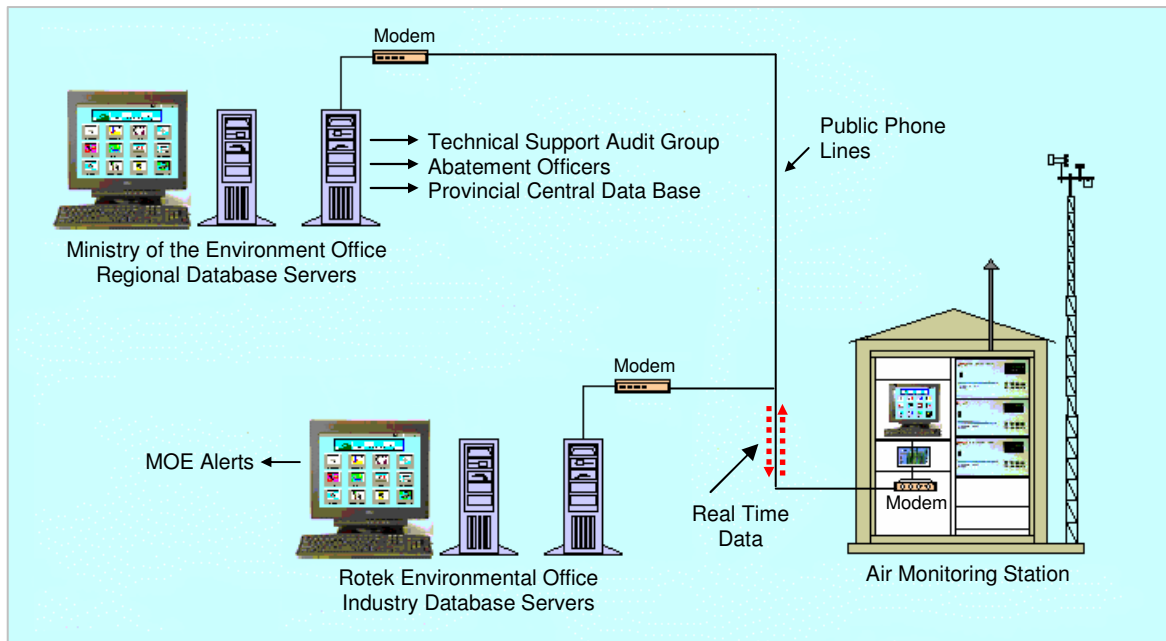 Modem
Technical Support Audit Group
Abatement Officers
Provincial Central Data Base
Public Phone
Lines
Ministry of the Environment Office
Regional Database Servers
Modem
MOE Alerts
Modem
Real Time
Data
Air Monitoring Station
Rotek Environmental Office
Industry Database Servers